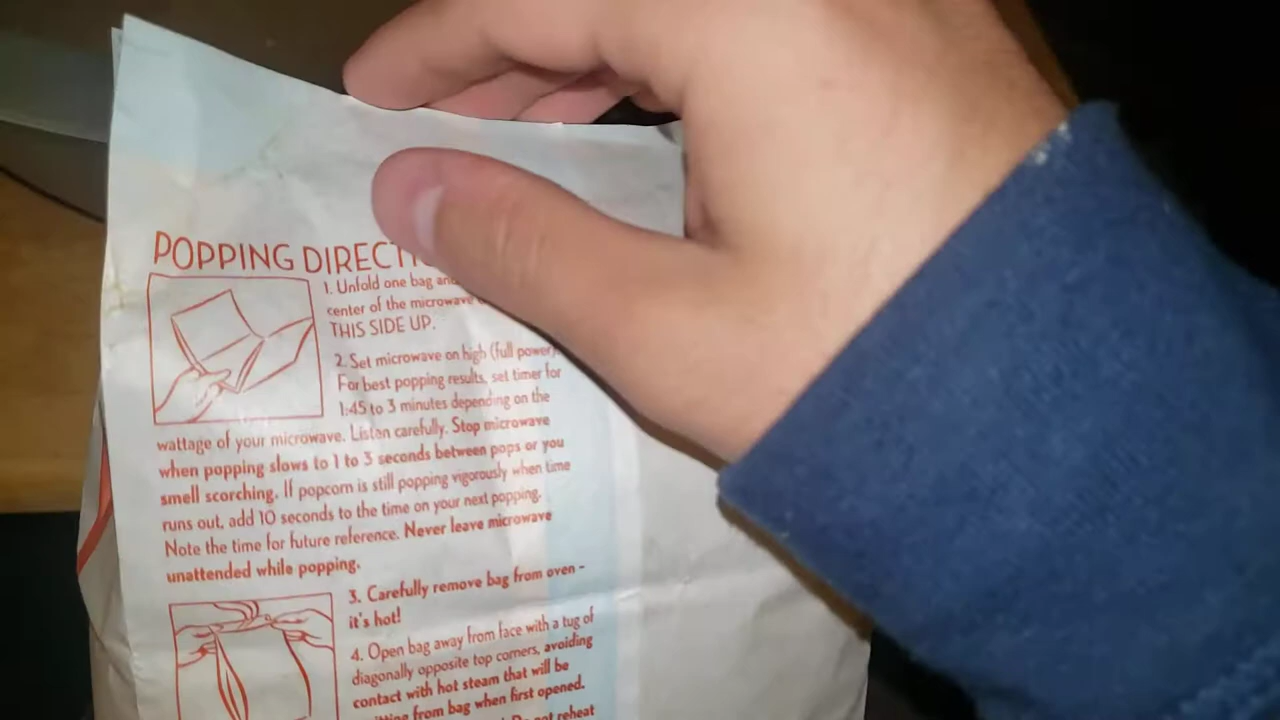 POPPING DIRECT
1. Unfold one bag and
center of the microwave
THIS SIDE UP.
2. Set microwave on high (full power).
For best popping results, set timer for
1:45 to 3 minutes depending on the
wattage of your microwave. Listen carefully. Stop microwave
when popping slows to 1 to 3 seconds between pops or you
smell scorching. If popcorn is still popping vigorously when time
runs out, add 10 seconds to the time on your next popping.
Note the time for future reference. Never leave microwave
unattended while popping.
3. Carefully remove bag from oven -
it's hot!
4. Open bag away from face with a tug of
diagonally opposite top corners, avoiding
contact with hot steam that will be
from bag when first opened.
not reheat